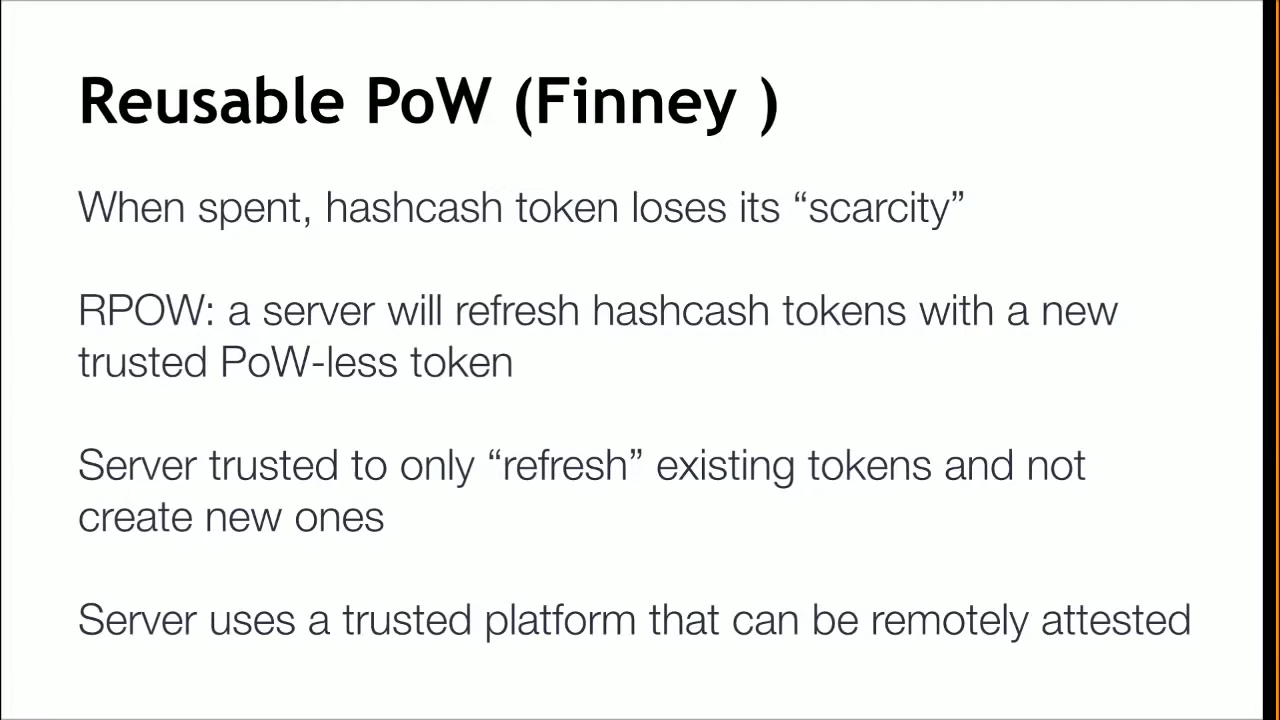 Reusable PoW (Finney )
When spent, hashcash token loses its “scarcity”
RPOW: a server will refresh hashcash tokens with a new
trusted PoW-less token
Server trusted to only “refresh” existing tokens and not
create new ones
Server uses a trusted platform that can be remotely attested